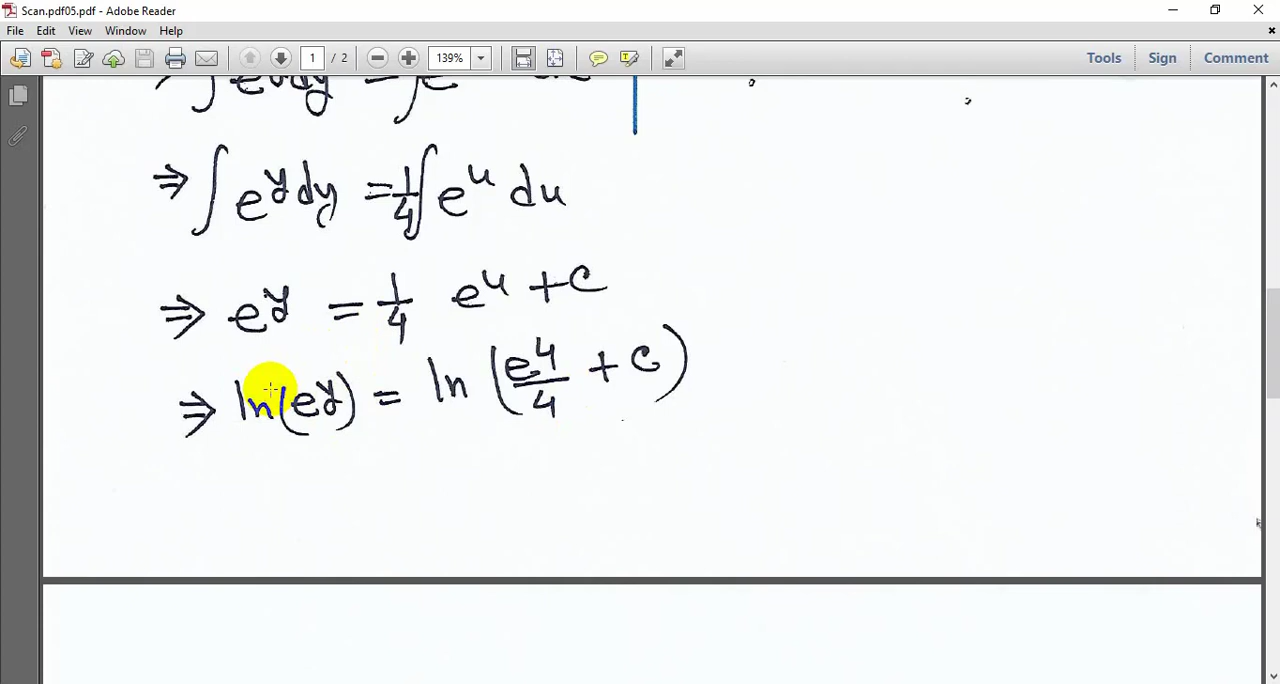 Scan.pdf05.pdf - Adobe Reader
File Edit View Window Help
1 / 2 139% Tools Sign Comment
⇒ ∫ e^y dy = 1/4 ∫ e^u du
⇒ e^y = 1/4 e^u + c
⇒ ln(e^y) = ln (e^u/4 + c)